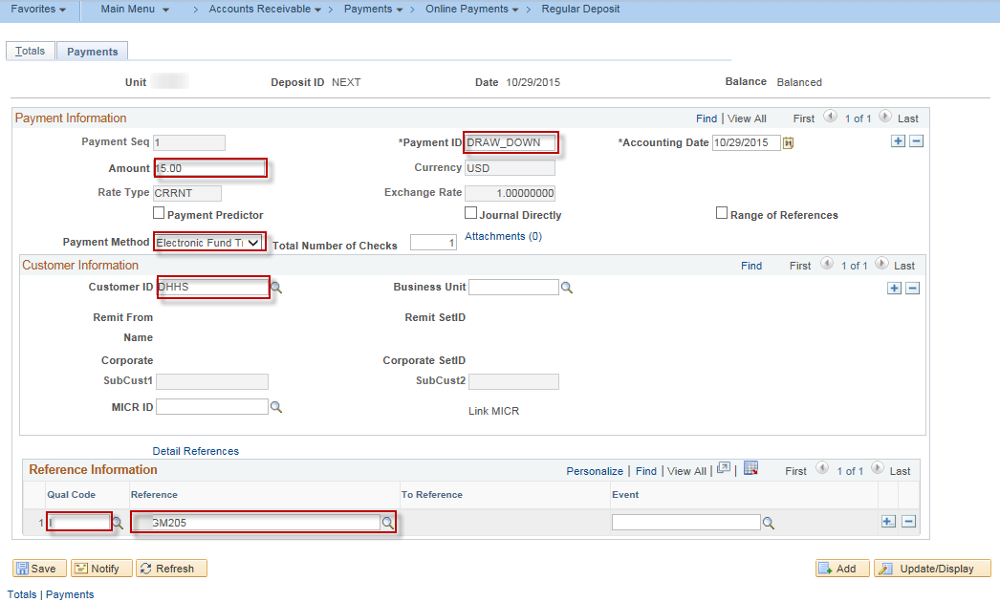 Favorites Main Menu > Accounts Receivable > Payments > Online Payments > Regular Deposit
Totals Payments
Unit Deposit ID NEXT Date 10/29/2015 Balance Balanced
Payment Information Find | View All First 1 of 1 Last
Payment Seq 1 *Payment ID DRAW_DOWN *Accounting Date 10/29/2015
Amount 15.00 Currency USD
Rate Type CRRNT Exchange Rate 1.00000000
Payment Predictor Journal Directly Range of References
Payment Method Electronic Fund Tr Total Number of Checks 1 Attachments (0)
Customer Information Find First 1 of 1 Last
Customer ID DHHS Business Unit
Remit From Remit SetID
Name
Corporate Corporate SetID
SubCust1 SubCust2
MICR ID Link MICR
Detail References
Reference Information Personalize | Find | View All | | First 1 of 1 Last
Qual Code Reference To Reference Event
1 I GM205
Save Notify Refresh Add Update/Display
Totals | Payments